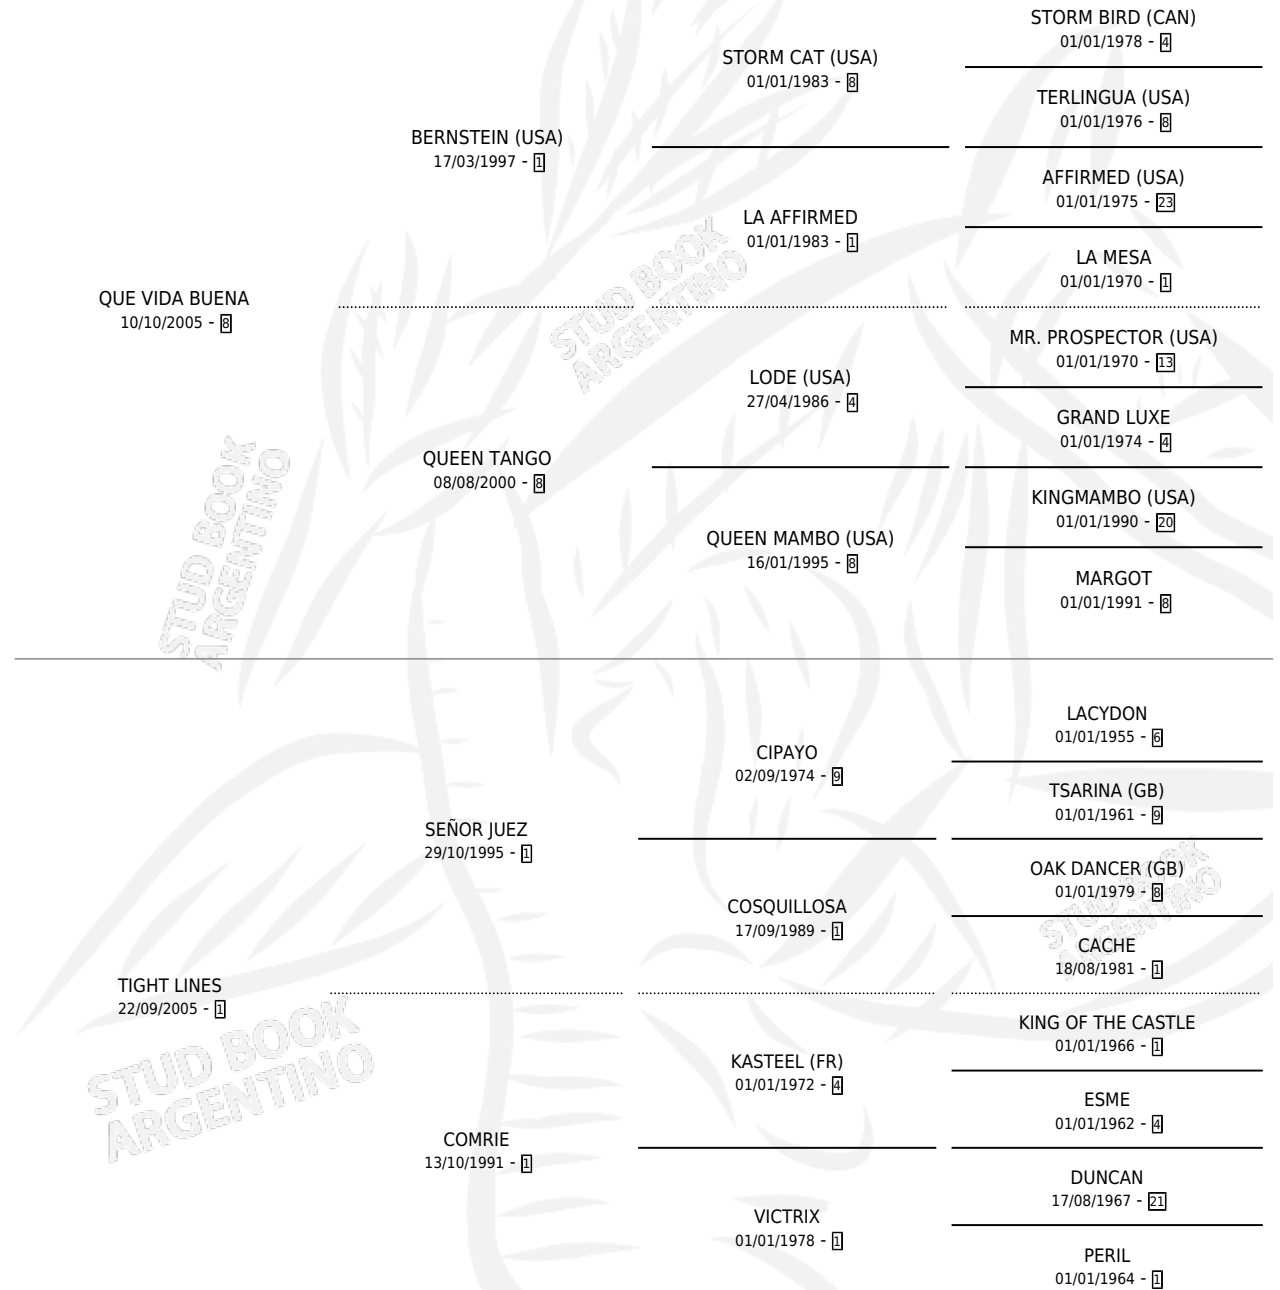 STORM BIRD (CAN)
01/01/1978 - 4
STORM CAT (USA)
01/01/1983 - 8
TERLINGUA (USA)
01/01/1976 - 8
BERNSTEIN (USA)
17/03/1997 - 1
AFFIRMED (USA)
01/01/1975 - 23
LA AFFIRMED
01/01/1983 - 1
LA MESA
01/01/1970 - 1
QUE VIDA BUENA
10/10/2005 - 8
MR. PROSPECTOR (USA)
01/01/1970 - 13
LODE (USA)
27/04/1986 - 4
GRAND LUXE
01/01/1974 - 4
QUEEN TANGO
08/08/2000 - 8
KINGMAMBO (USA)
01/01/1990 - 20
QUEEN MAMBO (USA)
16/01/1995 - 8
MARGOT
01/01/1991 - 8
LACYDON
01/01/1955 - 6
CIPAYO
02/09/1974 - 9
TSARINA (GB)
01/01/1961 - 9
SEÑOR JUEZ
29/10/1995 - 1
OAK DANCER (GB)
01/01/1979 - 8
COSQUILLOSA
17/09/1989 - 1
CACHE
18/08/1981 - 1
TIGHT LINES
22/09/2005 - 1
KING OF THE CASTLE
01/01/1966 - 1
KASTEEL (FR)
01/01/1972 - 4
ESME
01/01/1962 - 4
COMRIE
13/10/1991 - 1
DUNCAN
17/08/1967 - 21
VICTRIX
01/01/1978 - 1
PERIL
01/01/1964 - 1
STUD BOOK
ARGENTINO
STUD BOOK
ARGENTINO
STUD BOOK
ARGENTINO
STUD BOOK
ARGENTINO